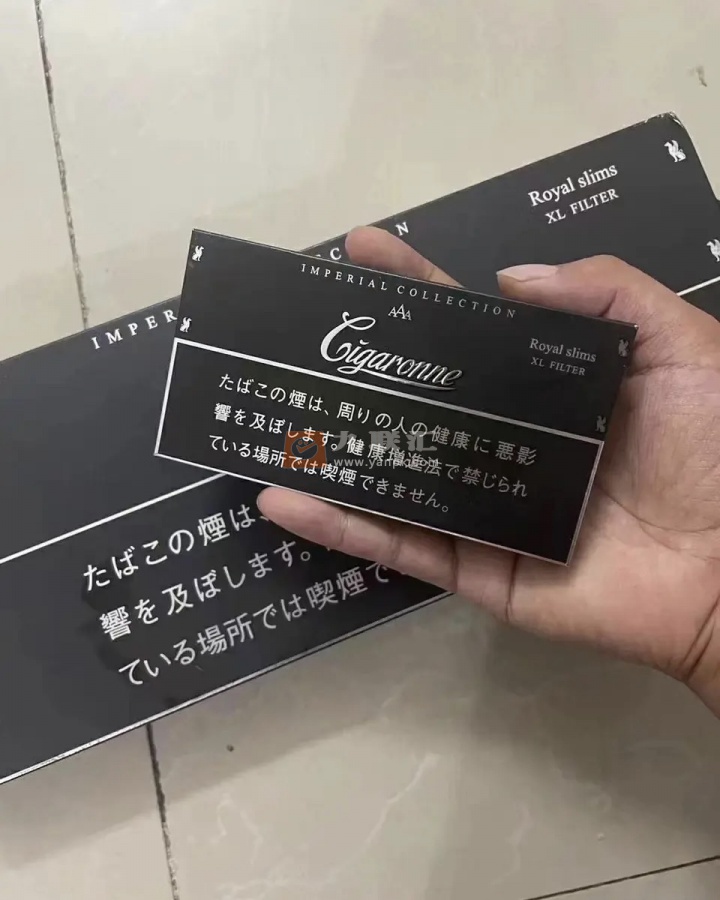 Royal slims
XL FILTER
IMPERIAL COLLECTION
AAA
Cigaronne
Royal slims
XL FILTER
たばこの煙は、周りの人の健康に悪影
響を及ぼします。健康増進法で禁じられ
ている場所では喫煙できません。
九联汇
IMPER
C
N
たばこの煙は、
響を及ぼします。
ている場所では喫煙で